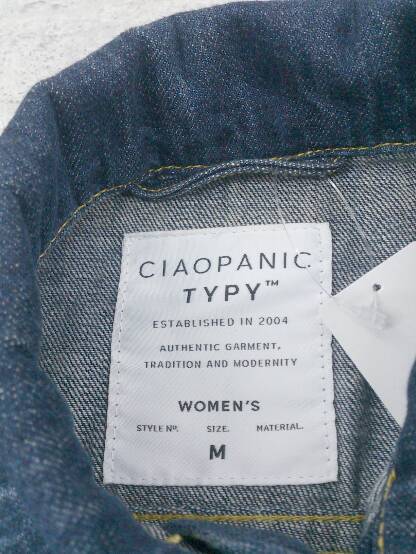 CIAOPANIC
TYPY™
ESTABLISHED IN 2004
AUTHENTIC GARMENT,
TRADITION AND MODERNITY
WOMEN'S
STYLE Nº. SIZE. MATERIAL.
M